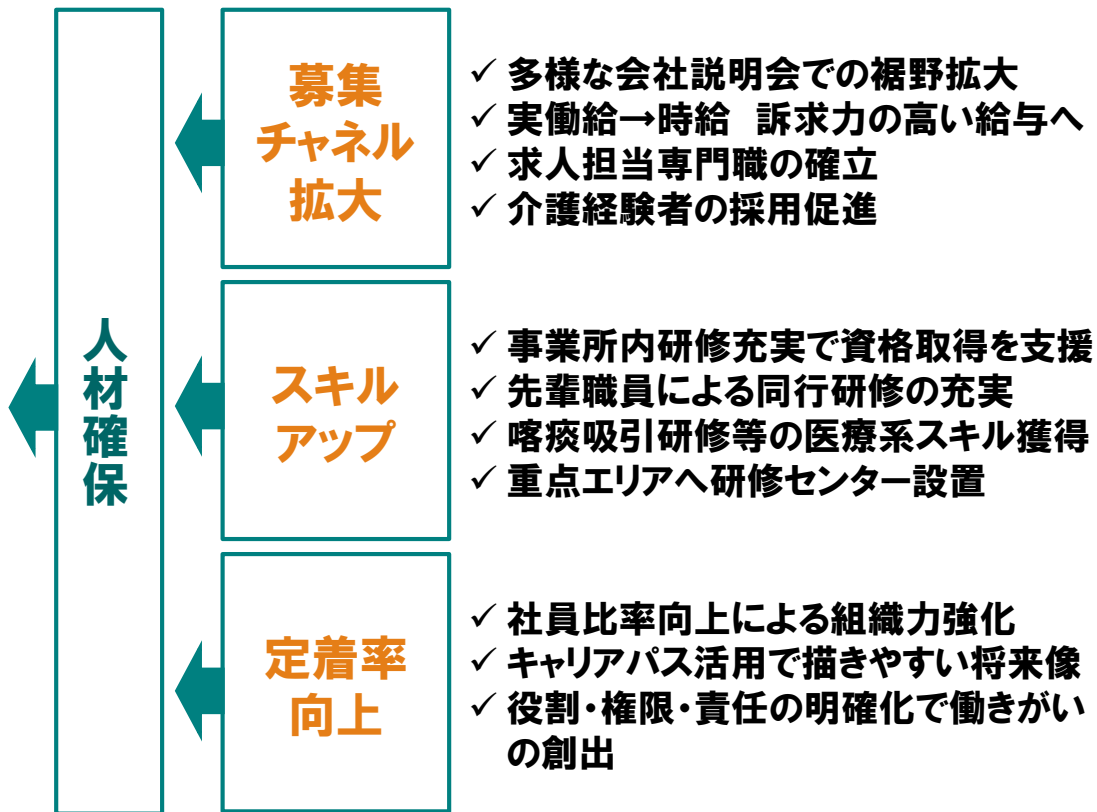 人材確保
募集
チャネル
拡大
✓ 多様な会社説明会での裾野拡大
✓ 実働給→時給　訴求力の高い給与へ
✓ 求人担当専門職の確立
✓ 介護経験者の採用促進
スキル
アップ
✓ 事業所内研修充実で資格取得を支援
✓ 先輩職員による同行研修の充実
✓ 喀痰吸引研修等の医療系スキル獲得
✓ 重点エリアへ研修センター設置
定着率
向上
✓ 社員比率向上による組織力強化
✓ キャリアパス活用で描きやすい将来像
✓ 役割・権限・責任の明確化で働きがい
の創出